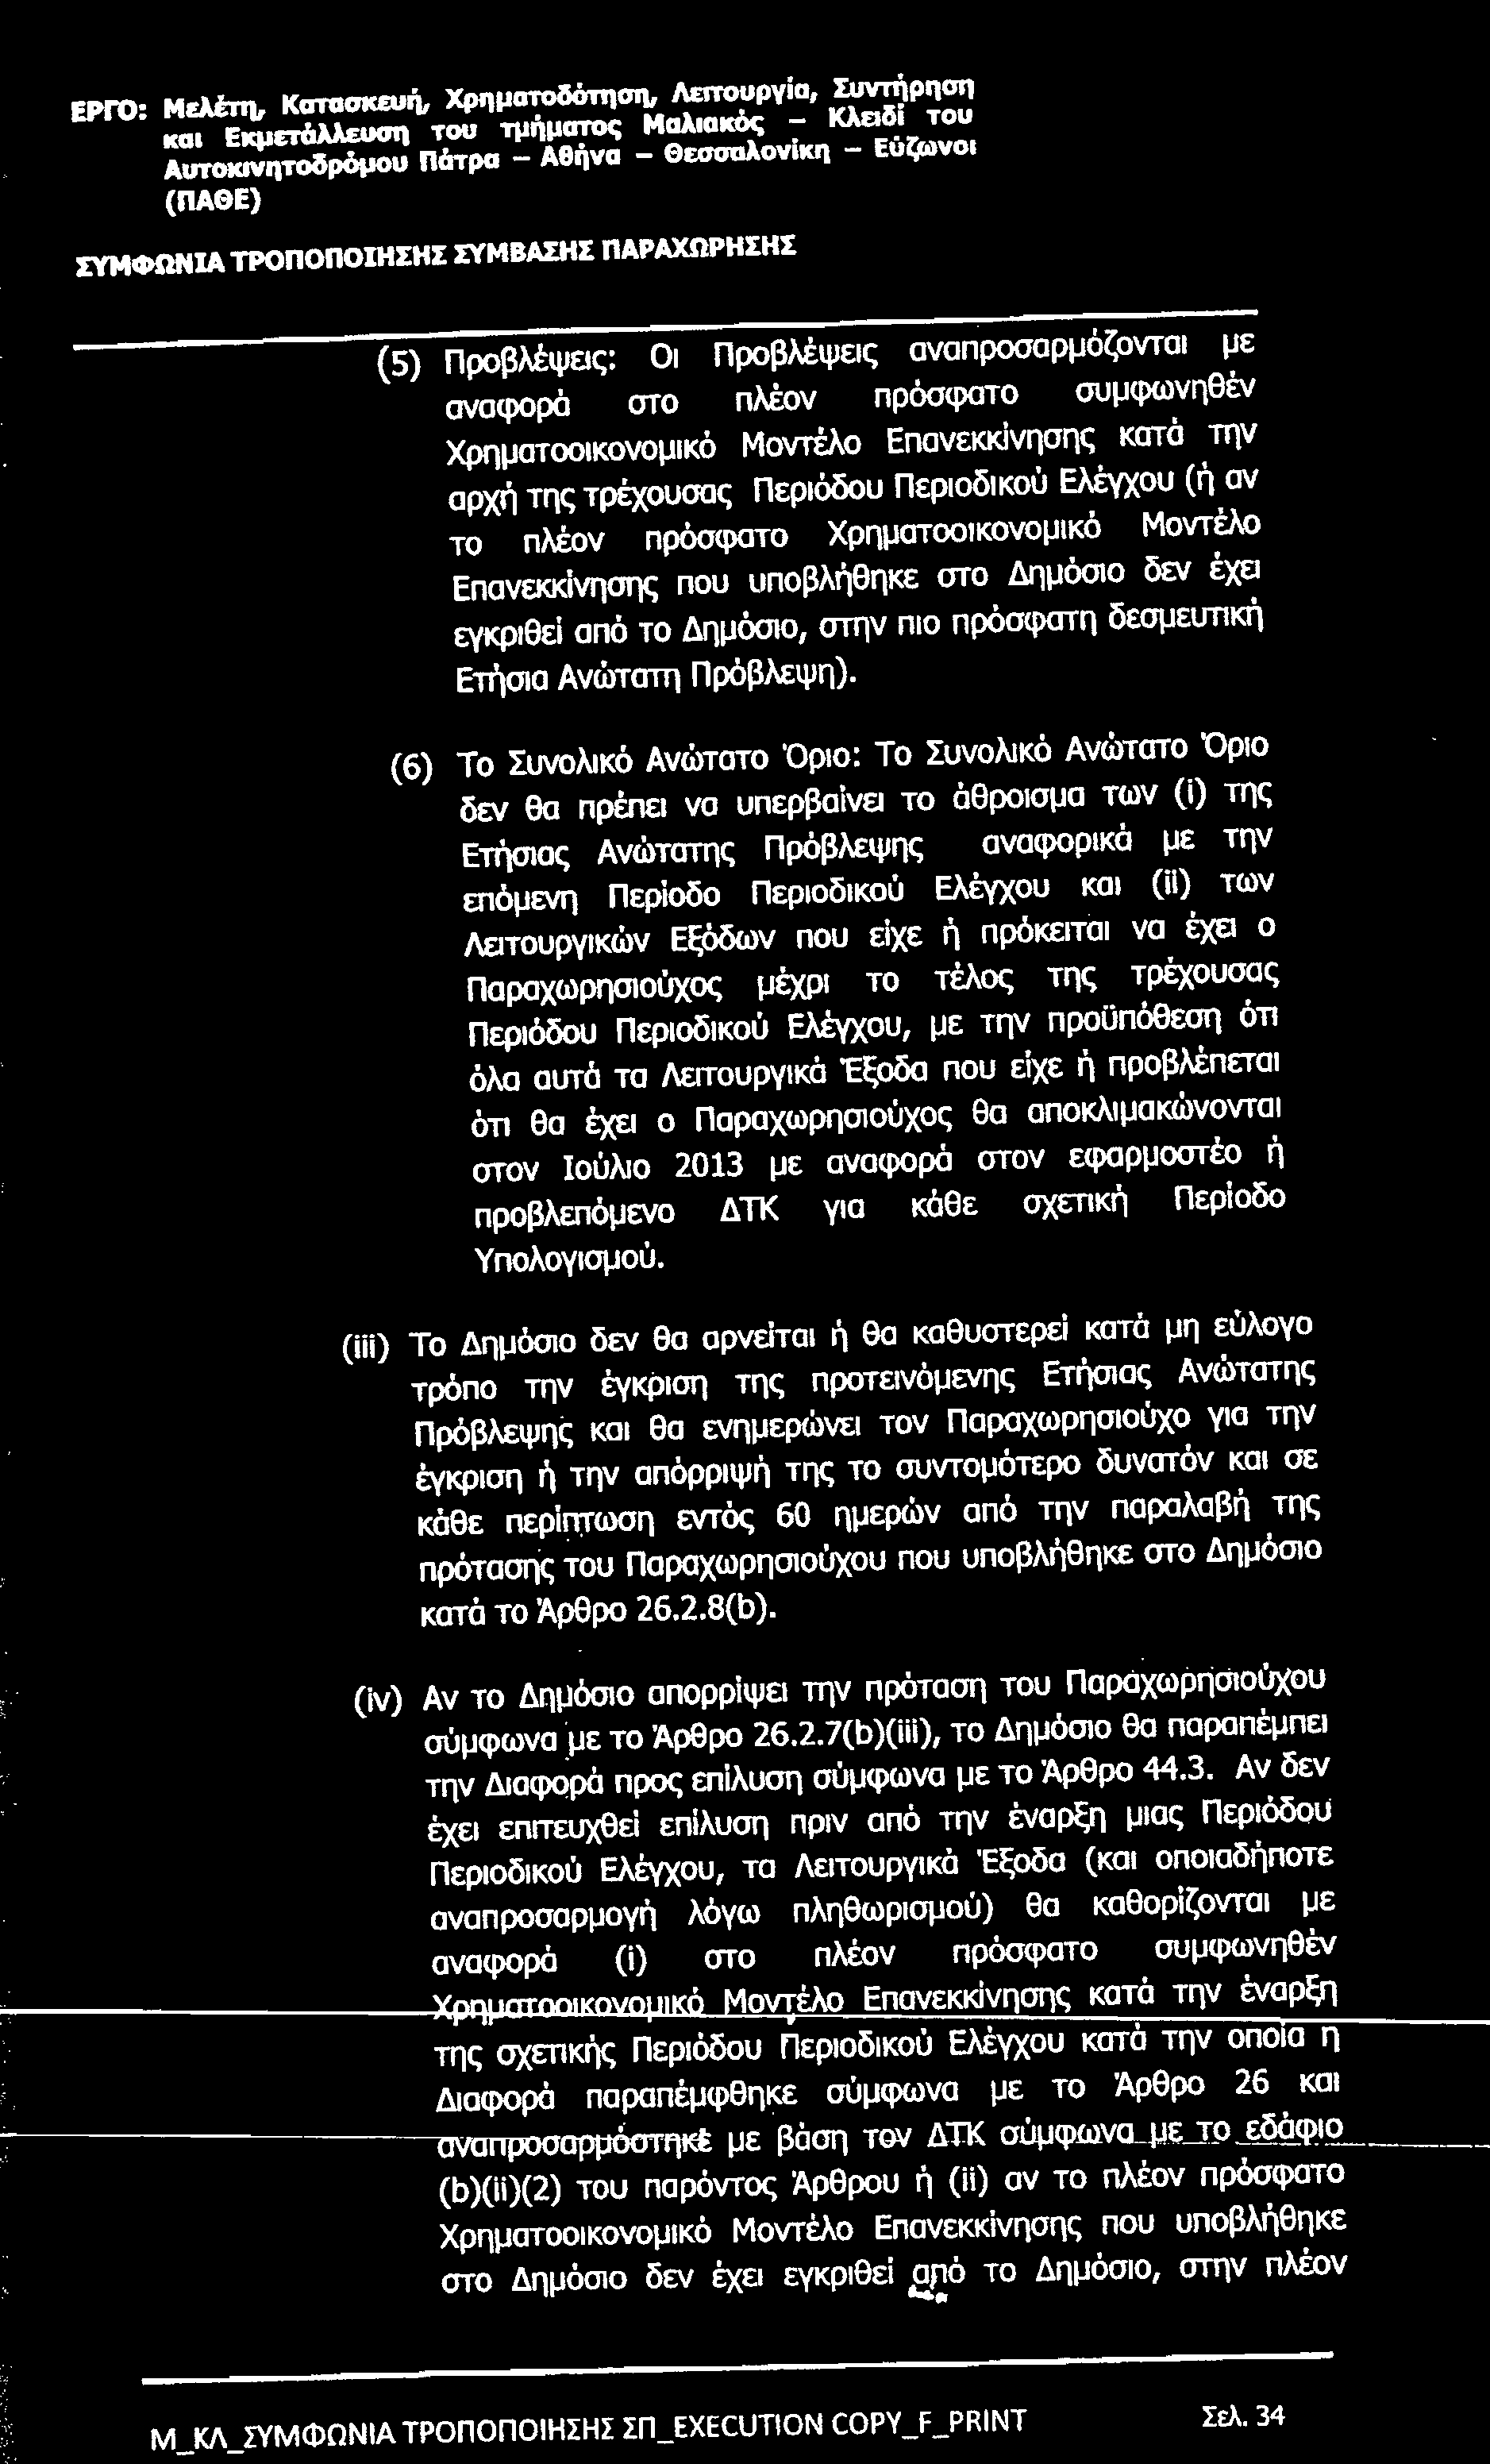 ΕΡΓΟ: Μελέτη, Κατασκευή, Χρηματοδότηση, Λειτουργία, Συντήρηση
και Εκμετάλλευση του τμήματος Μαλιακός – Κλειδί του
Αυτοκινητοδρόμου Πάτρα – Αθήνα – Θεσσαλονίκη – Εύζωνοι
(ΠΑΘΕ)
ΣΥΜΦΩΝΙΑ ΤΡΟΠΟΠΟΙΗΣΗΣ ΣΥΜΒΑΣΗΣ ΠΑΡΑΧΩΡΗΣΗΣ
(5) Προβλέψεις: Οι Προβλέψεις αναπροσαρμόζονται με
αναφορά στο πλέον πρόσφατο συμφωνηθέν
Χρηματοοικονομικό Μοντέλο Επανεκκίνησης κατά την
αρχή της τρέχουσας Περιόδου Περιοδικού Ελέγχου (ή αν
το πλέον πρόσφατο Χρηματοοικονομικό Μοντέλο
Επανεκκίνησης που υποβλήθηκε στο Δημόσιο δεν έχει
εγκριθεί από το Δημόσιο, στην πιο πρόσφατη δεσμευτική
Ετήσια Ανώτατη Πρόβλεψη).
(6) Το Συνολικό Ανώτατο Όριο: Το Συνολικό Ανώτατο Όριο
δεν θα πρέπει να υπερβαίνει το άθροισμα των (i) της
Ετήσιας Ανώτατης Πρόβλεψης αναφορικά με την
επόμενη Περίοδο Περιοδικού Ελέγχου και (ii) των
Λειτουργικών Εξόδων που είχε ή πρόκειται να έχει ο
Παραχωρησιούχος μέχρι το τέλος της τρέχουσας
Περιόδου Περιοδικού Ελέγχου, με την προϋπόθεση ότι
όλα αυτά τα Λειτουργικά Έξοδα που είχε ή προβλέπεται
ότι θα έχει ο Παραχωρησιούχος θα αποκλιμακώνονται
στον Ιούλιο 2013 με αναφορά στον εφαρμοστέο ή
προβλεπόμενο ΔΤΚ για κάθε σχετική Περίοδο
Υπολογισμού.
(iii) Το Δημόσιο δεν θα αρνείται ή θα καθυστερεί κατά μη εύλογο
τρόπο την έγκριση της προτεινόμενης Ετήσιας Ανώτατης
Πρόβλεψης και θα ενημερώνει τον Παραχωρησιούχο για την
έγκριση ή την απόρριψή της το συντομότερο δυνατόν και σε
κάθε περίπτωση εντός 60 ημερών από την παραλαβή της
πρότασης του Παραχωρησιούχου που υποβλήθηκε στο Δημόσιο
κατά το Άρθρο 26.2.8(b).
(iv) Αν το Δημόσιο απορρίψει την πρόταση του Παραχωρησιούχου
σύμφωνα με το Άρθρο 26.2.7(b)(iii), το Δημόσιο θα παραπέμπει
την Διαφορά προς επίλυση σύμφωνα με το Άρθρο 44.3. Αν δεν
έχει επιτευχθεί επίλυση πριν από την έναρξη μιας Περιόδου
Περιοδικού Ελέγχου, τα Λειτουργικά Έξοδα (και οποιαδήποτε
αναπροσαρμογή λόγω πληθωρισμού) θα καθορίζονται με
αναφορά (i) στο πλέον πρόσφατο συμφωνηθέν
Χρηματοοικονομικό Μοντέλο Επανεκκίνησης κατά την έναρξη
της σχετικής Περιόδου Περιοδικού Ελέγχου κατά την οποία η
Διαφορά παραπέμφθηκε σύμφωνα με το Άρθρο 26 και
αναπροσαρμόστηκε με βάση τον ΔΤΚ σύμφωνα με το εδάφιο
(b)(ii)(2) του παρόντος Άρθρου ή (ii) αν το πλέον πρόσφατο
Χρηματοοικονομικό Μοντέλο Επανεκκίνησης που υποβλήθηκε
στο Δημόσιο δεν έχει εγκριθεί από το Δημόσιο, στην πλέον
Μ_ΚΛ_ΣΥΜΦΩΝΙΑ ΤΡΟΠΟΠΟΙΗΣΗΣ ΣΠ_EXECUTION COPY_F_PRINT Σελ. 34